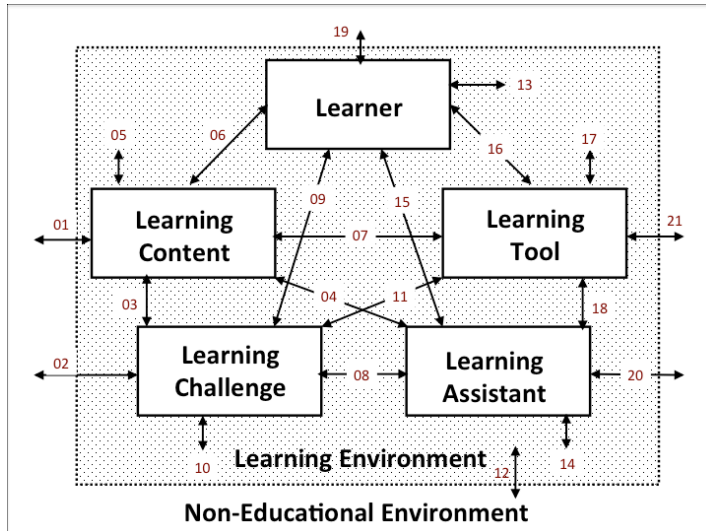 19
13
Learner
05
06
16
17
09
15
Learning
Content
Learning
Tool
01
07
21
03
04
11
18
02
Learning
Challenge
08
Learning
Assistant
20
10
Learning Environment
12
14
Non-Educational Environment